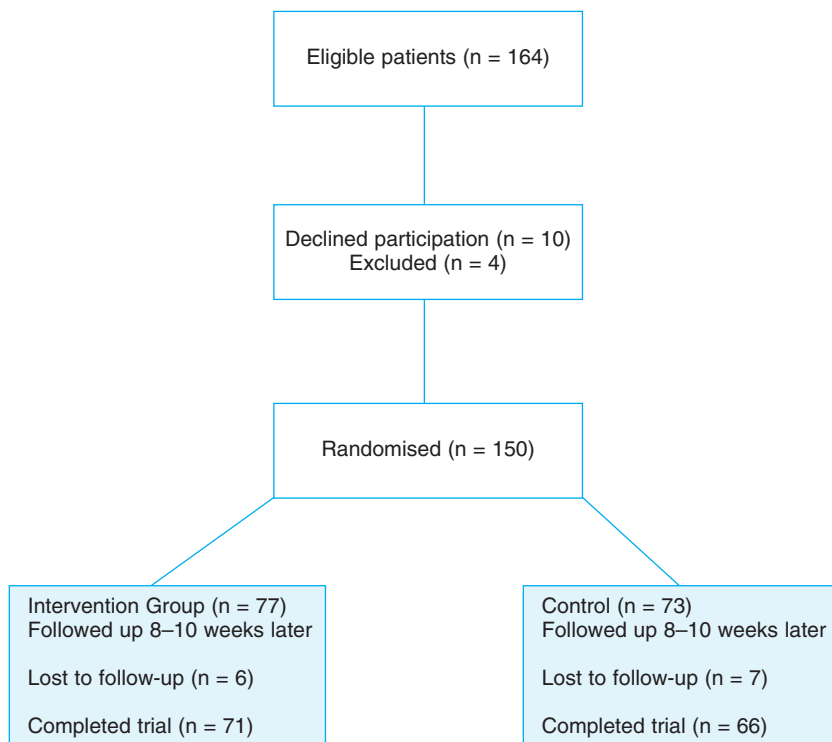 Eligible patients (n = 164)
Declined participation (n = 10)
Excluded (n = 4)
Randomised (n = 150)
Intervention Group (n = 77)
Followed up 8–10 weeks later
Lost to follow-up (n = 6)
Completed trial (n = 71)
Control (n = 73)
Followed up 8–10 weeks later
Lost to follow-up (n = 7)
Completed trial (n = 66)